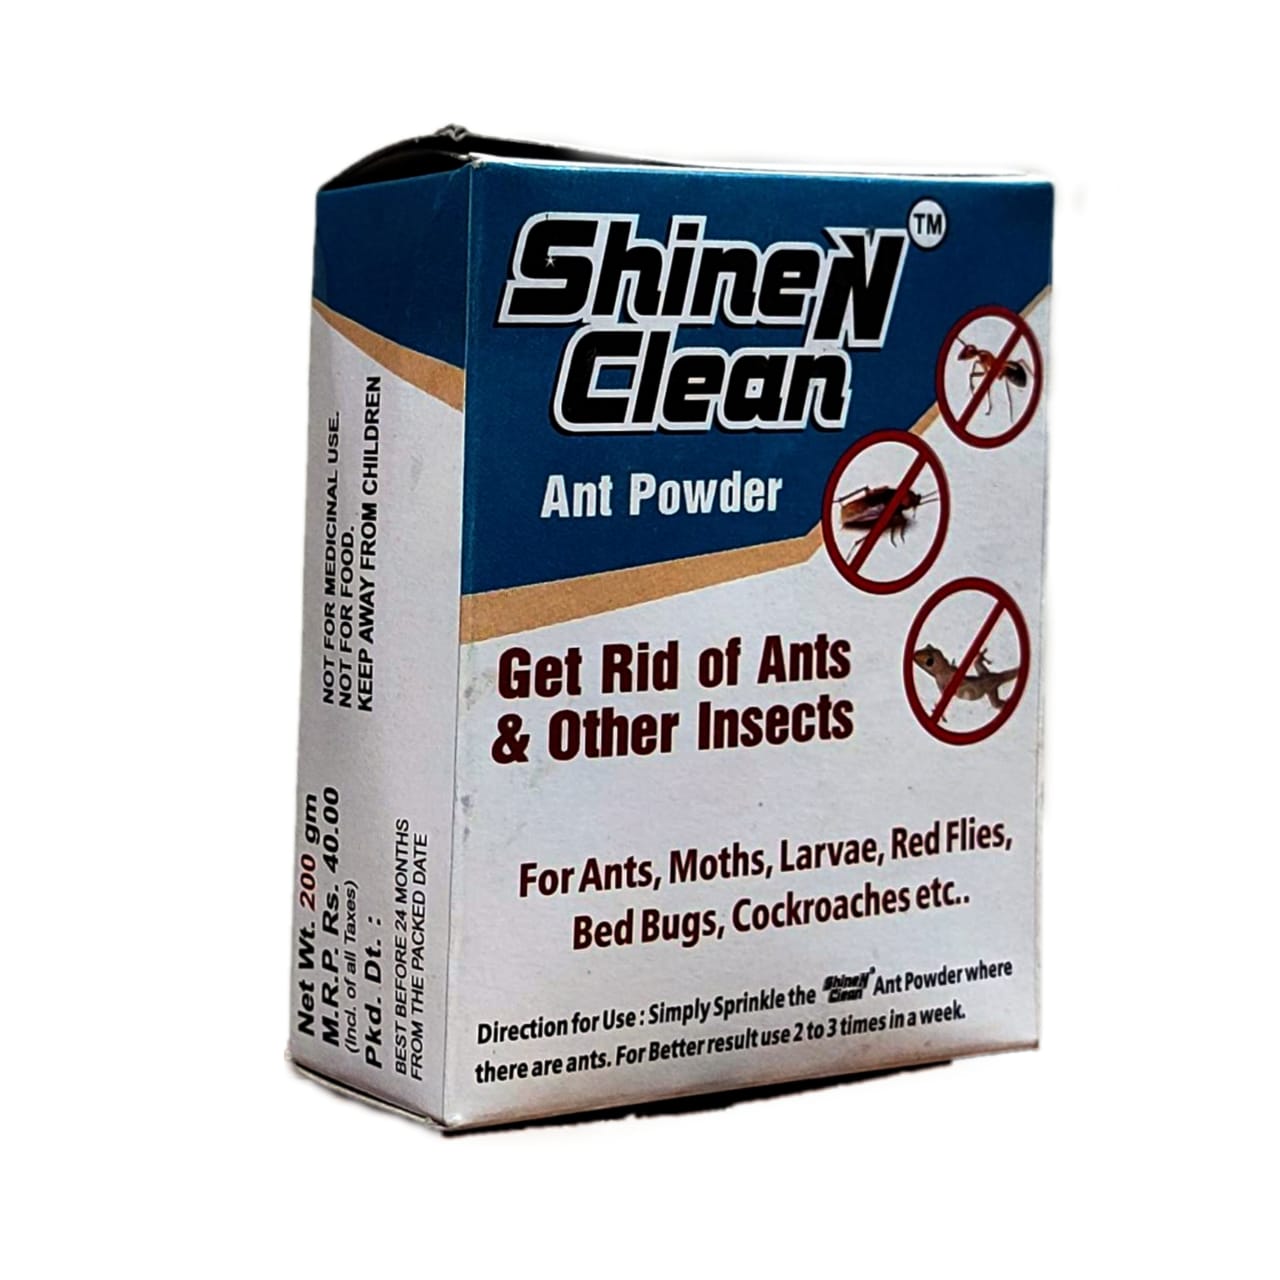 Shine N
Clean
TM
Ant Powder
Get Rid of Ants
& Other Insects
For Ants, Moths, Larvae, Red Flies,
Bed Bugs, Cockroaches etc..
Direction for Use : Simply Sprinkle the Shine N Clean Ant Powder where
there are ants. For Better result use 2 to 3 times in a week.
NOT FOR MEDICINAL USE.
NOT FOR FOOD.
KEEP AWAY FROM CHILDREN
Net Wt. 200 gm
M.R.P. Rs. 40.00
(Incl. of all Taxes)
Pkd. Dt. :
BEST BEFORE 24 MONTHS
FROM THE PACKED DATE